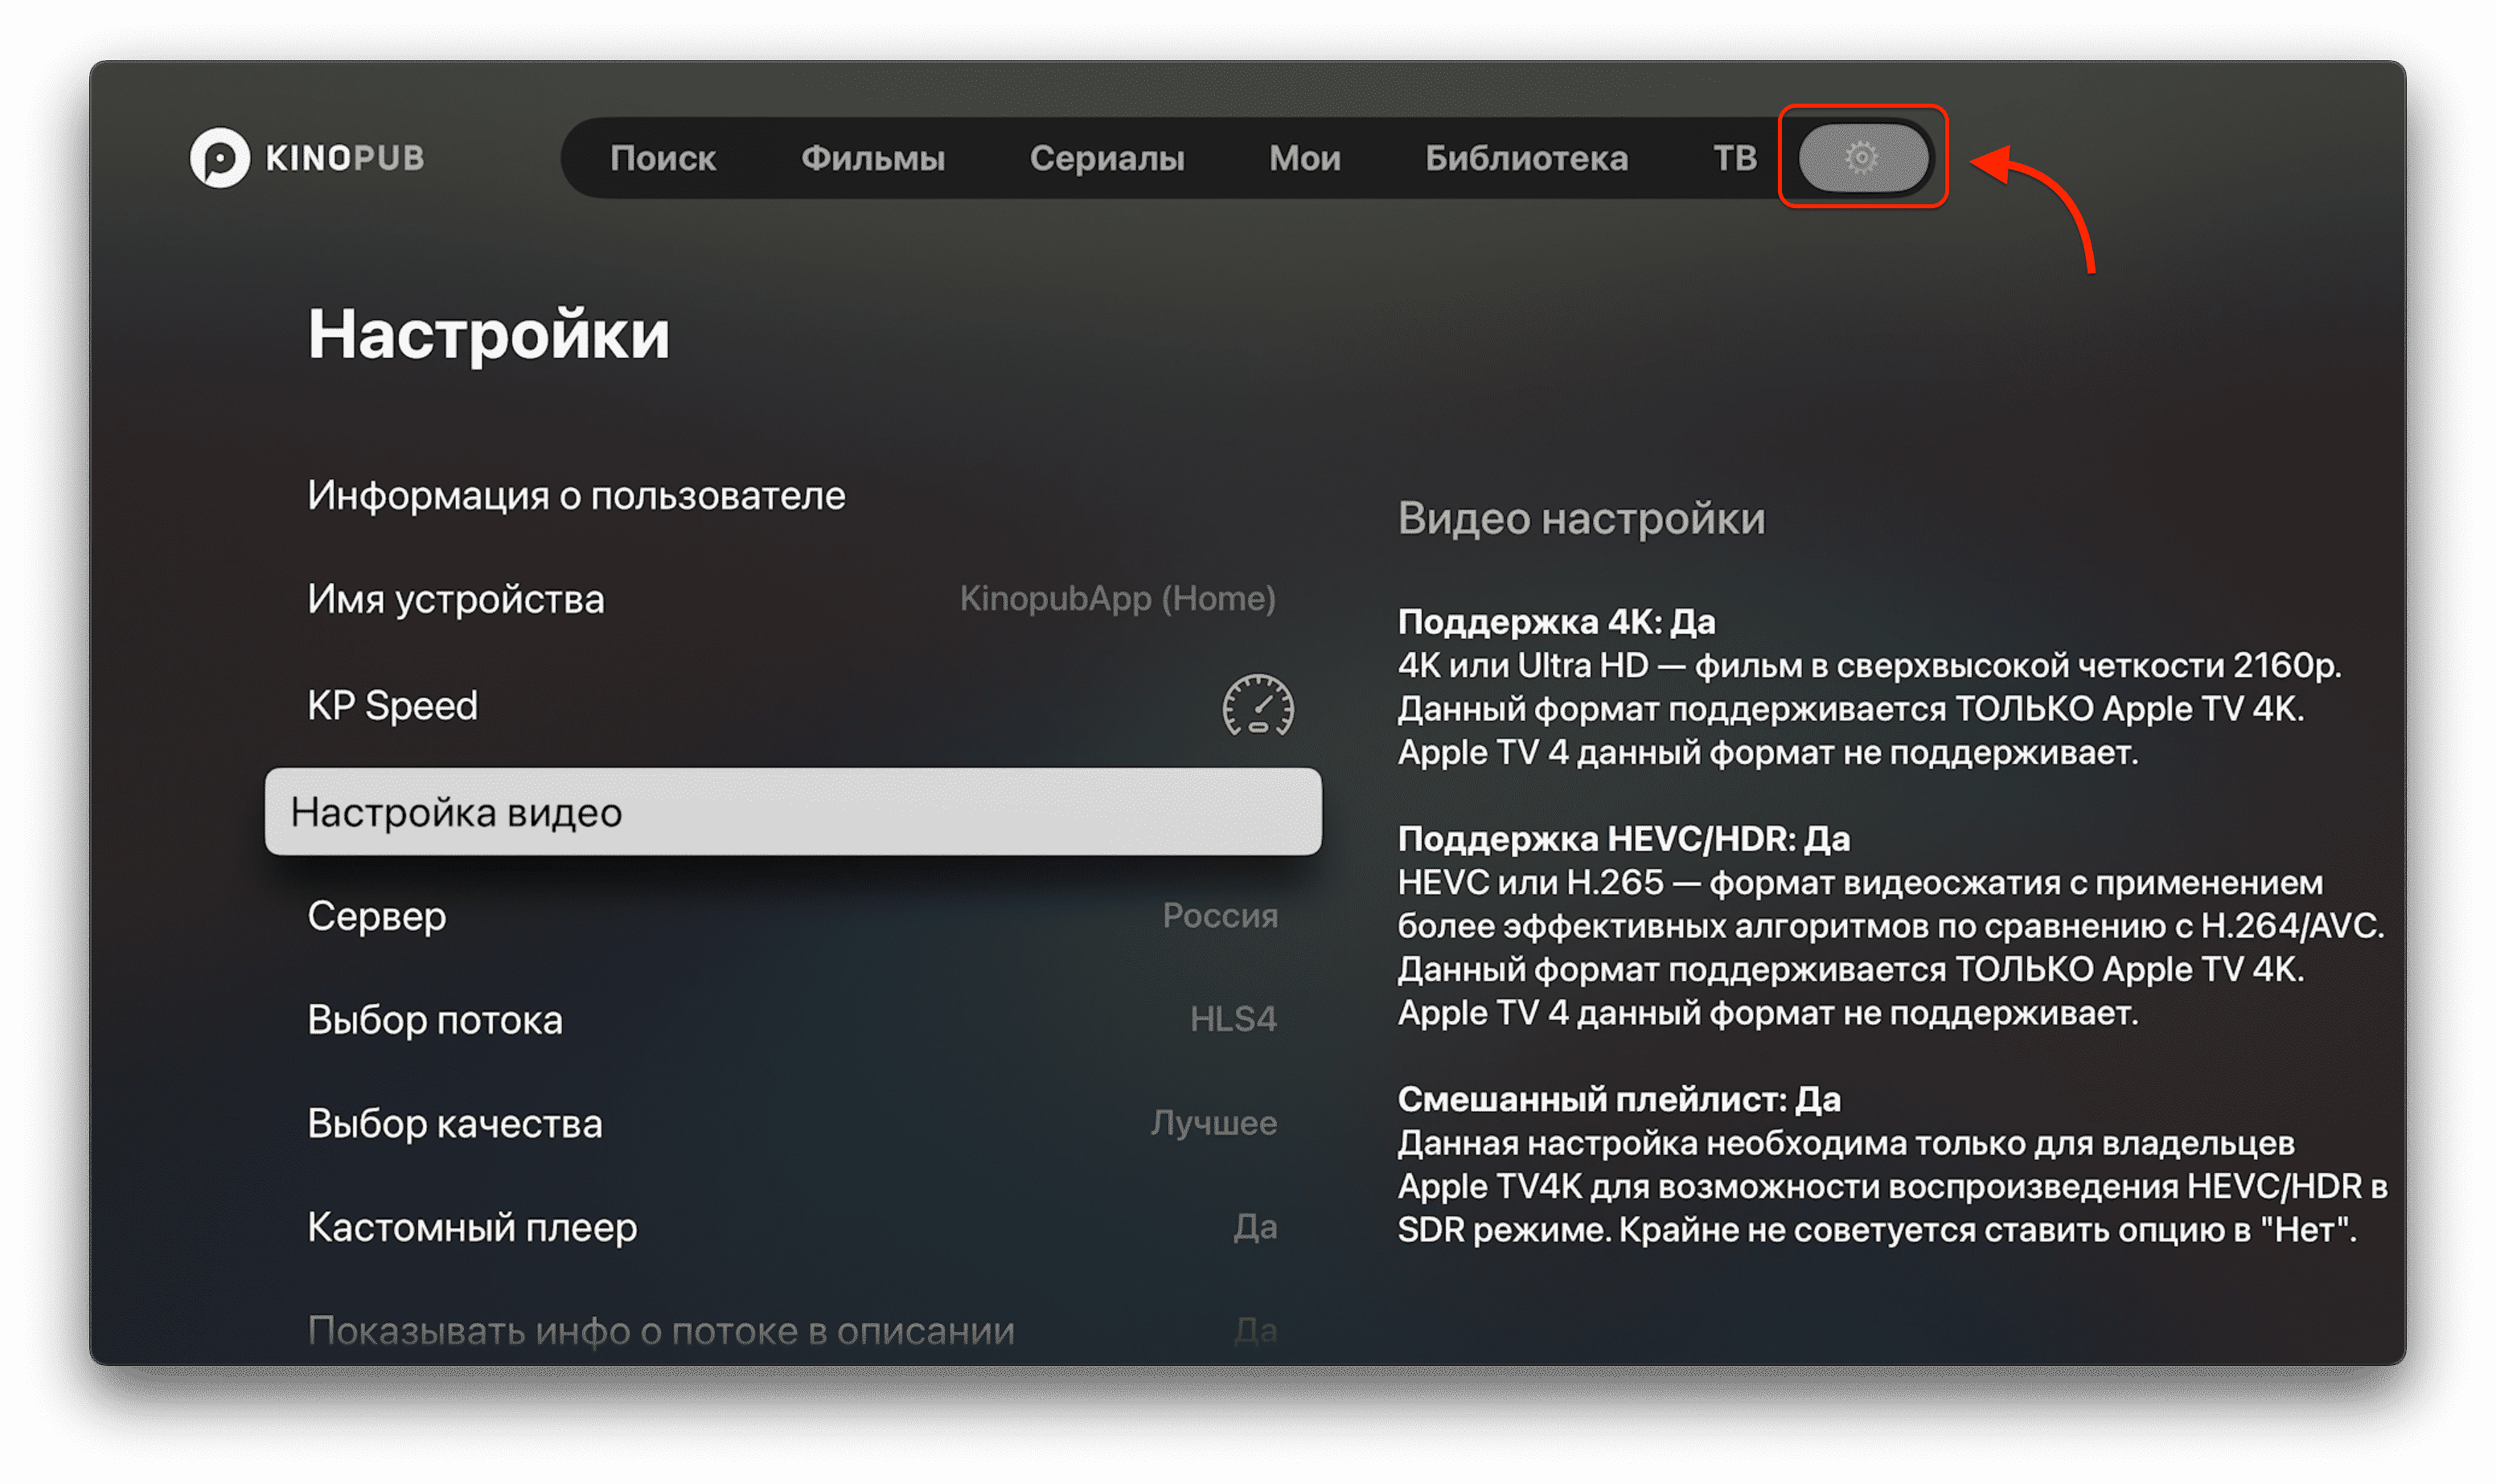 KINOPUB
Поиск Фильмы Сериалы Мои Библиотека ТВ
Настройки
Информация о пользователе
Имя устройства KinopubApp (Home)
KP Speed
Настройка видео
Сервер Россия
Выбор потока HLS4
Выбор качества Лучшее
Кастомный плеер Да
Показывать инфо о потоке в описании Да
Видео настройки
Поддержка 4K: Да
4K или Ultra HD — фильм в сверхвысокой четкости 2160p.
Данный формат поддерживается ТОЛЬКО Apple TV 4K.
Apple TV 4 данный формат не поддерживает.
Поддержка HEVC/HDR: Да
HEVC или H.265 — формат видеосжатия с применением
более эффективных алгоритмов по сравнению с H.264/AVC.
Данный формат поддерживается ТОЛЬКО Apple TV 4K.
Apple TV 4 данный формат не поддерживает.
Смешанный плейлист: Да
Данная настройка необходима только для владельцев
Apple TV4K для возможности воспроизведения HEVC/HDR в
SDR режиме. Крайне не советуется ставить опцию в "Нет".